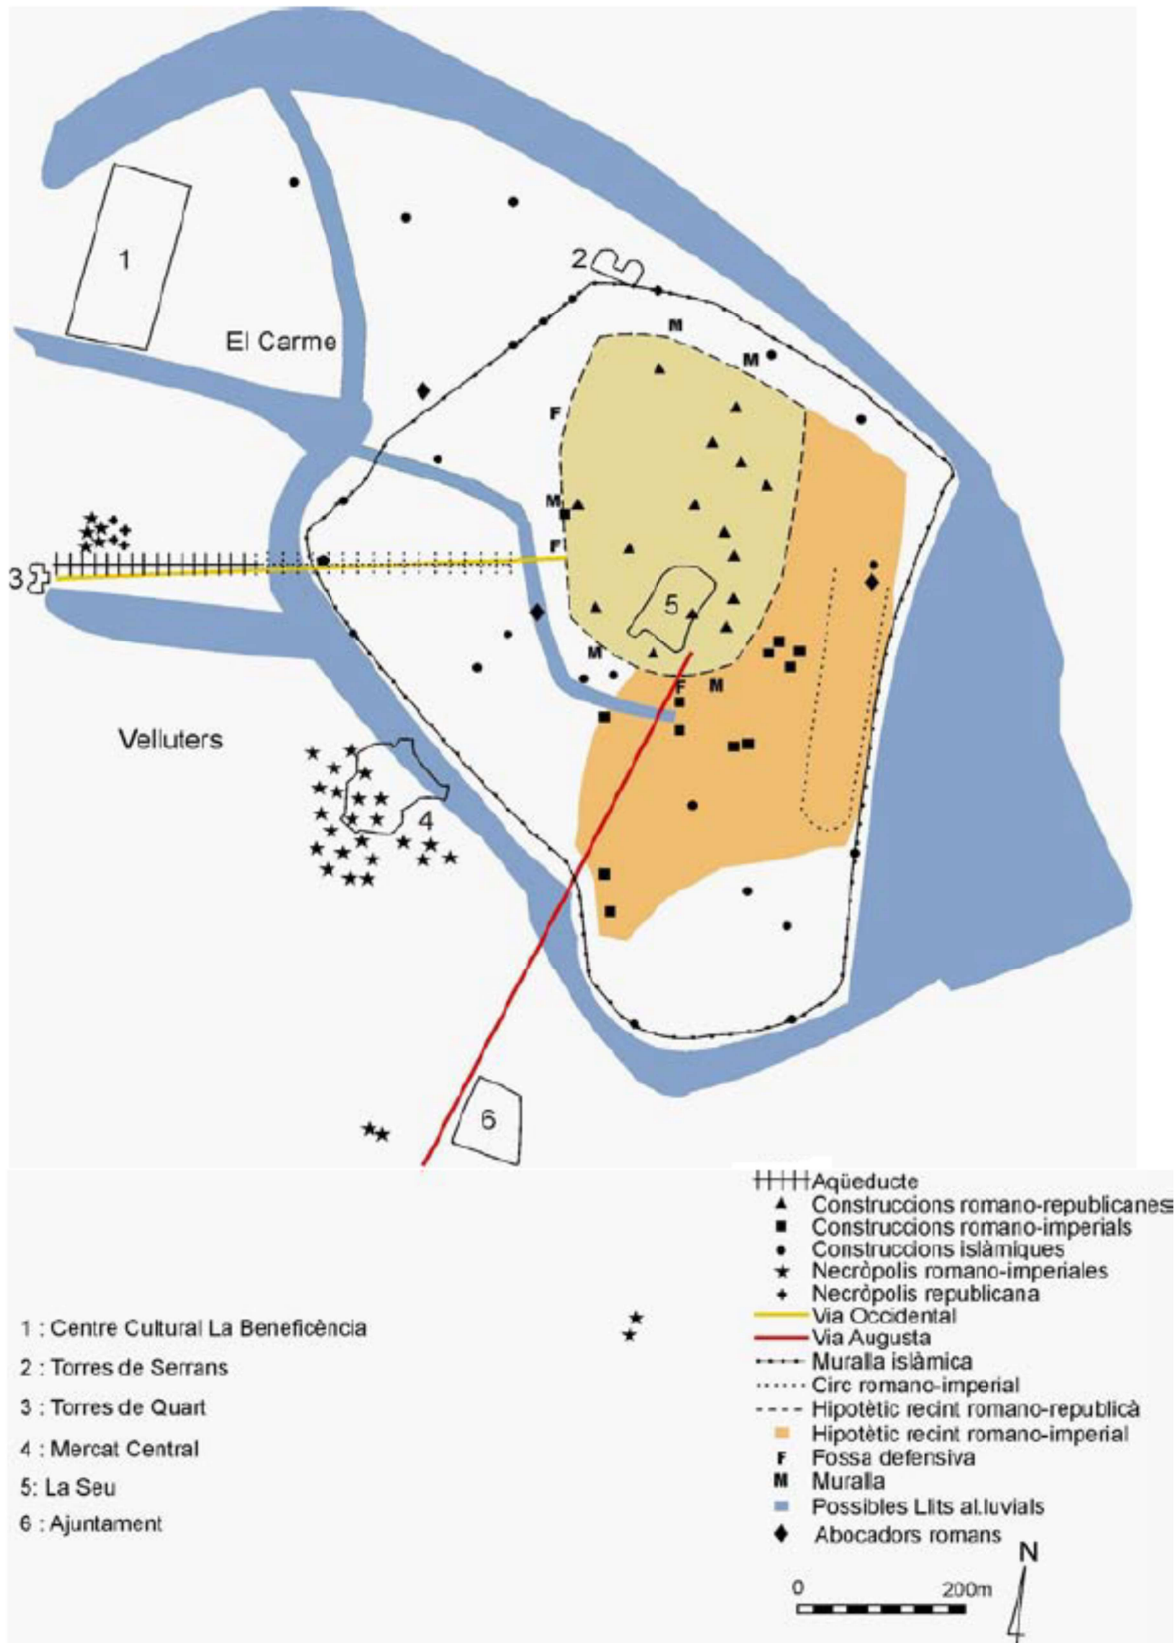 2
1
El Carme
M
M
F
M
F
3
5
M
F
M
Velluters
4
6
Aqüeducte
Construccions romano-republicanes
Construccions romano-imperials
Construccions islàmiques
Necròpolis romano-imperiales
Necròpolis republicana
Via Occidental
Via Augusta
Muralla islàmica
Circ romano-imperial
Hipotètic recint romano-republicà
Hipotètic recint romano-imperial
F Fossa defensiva
M Muralla
Possibles Llits al.luvials
Abocadors romans
1 : Centre Cultural La Beneficència
2 : Torres de Serrans
3 : Torres de Quart
4 : Mercat Central
5: La Seu
6 : Ajuntament
N
0 200m